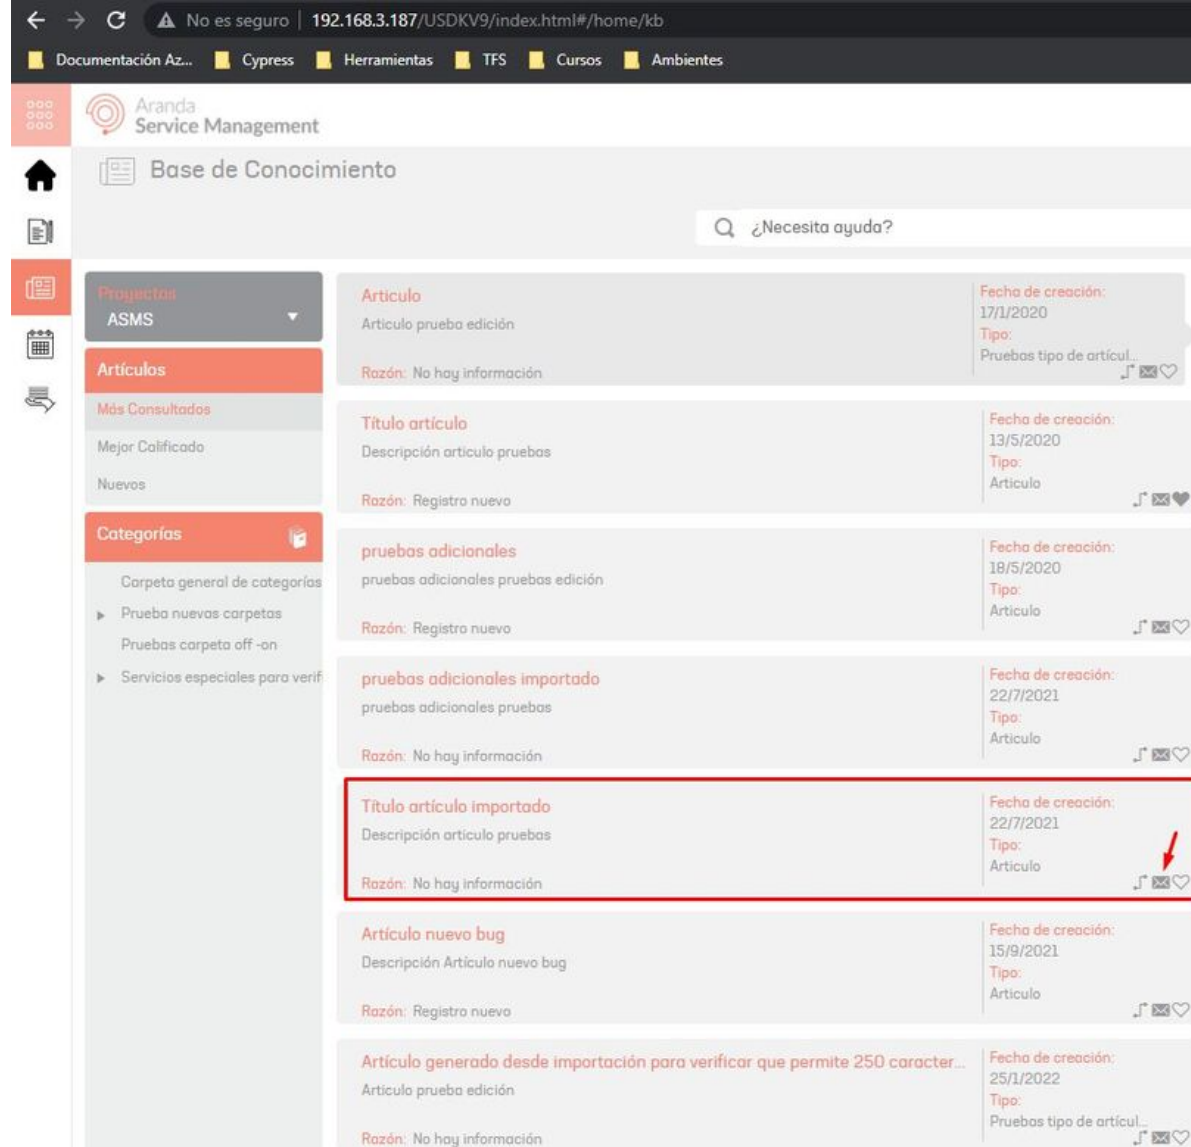 No es seguro | 192.168.3.187/USDKV9/index.html#/home/kb
Documentación Az... Cypress Herramientas TFS Cursos Ambientes
Aranda
Service Management
Base de Conocimiento
¿Necesita ayuda?
Proyectos
ASMS
Artículos
Más Consultados
Mejor Calificado
Nuevos
Categorías
Carpeta general de categorías
Prueba nuevas carpetas
Pruebas carpeta off -on
Servicios especiales para verif
Articulo
Articulo prueba edición
Razón: No hay información
Fecha de creación:
17/1/2020
Tipo:
Pruebas tipo de artícul...
Título artículo
Descripción articulo pruebas
Razón: Registro nuevo
Fecha de creación:
13/5/2020
Tipo:
Articulo
pruebas adicionales
pruebas adicionales pruebas edición
Razón: Registro nuevo
Fecha de creación:
18/5/2020
Tipo:
Articulo
pruebas adicionales importado
pruebas adicionales pruebas
Razón: No hay información
Fecha de creación:
22/7/2021
Tipo:
Articulo
Título artículo importado
Descripción articulo pruebas
Razón: No hay información
Fecha de creación:
22/7/2021
Tipo:
Articulo
Artículo nuevo bug
Descripción Artículo nuevo bug
Razón: Registro nuevo
Fecha de creación:
15/9/2021
Tipo:
Articulo
Artículo generado desde importación para verificar que permite 250 caracter...
Articulo prueba edición
Razón: No hay información
Fecha de creación:
25/1/2022
Tipo:
Pruebas tipo de artícul...